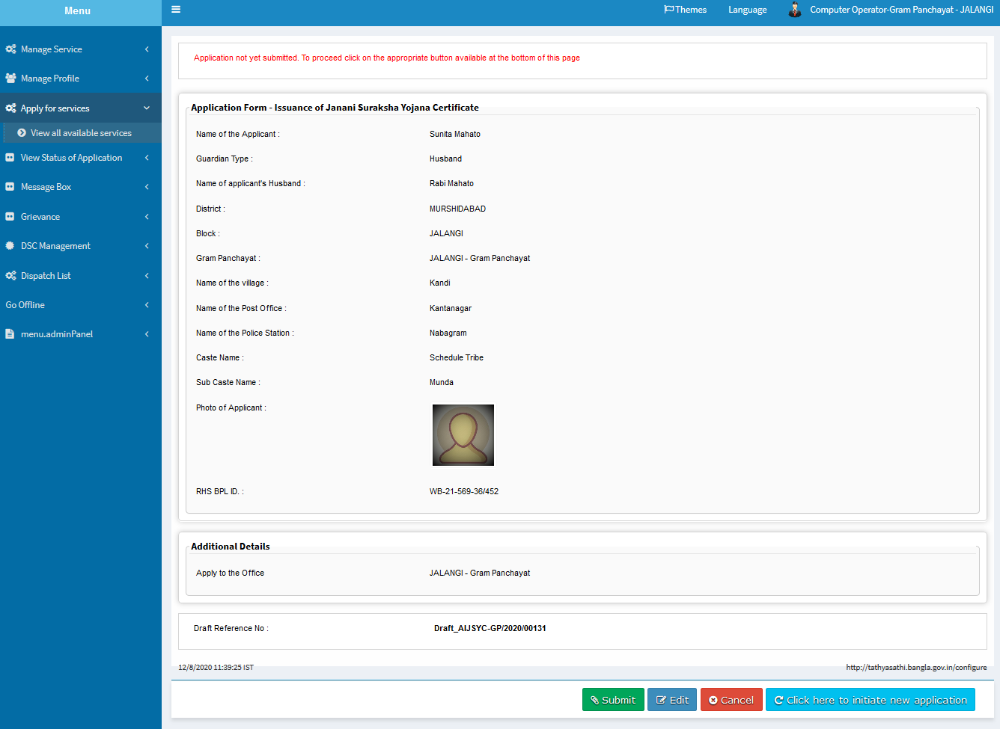 Menu
Themes Language Computer Operator-Gram Panchayat - JALANGI
Manage Service
Manage Profile
Apply for services
View all available services
View Status of Application
Message Box
Grievance
DSC Management
Dispatch List
Go Offline
menu.adminPanel
Application not yet submitted. To proceed click on the appropriate button available at the bottom of this page
Application Form - Issuance of Janani Suraksha Yojana Certificate
Name of the Applicant : Sunita Mahato
Guardian Type : Husband
Name of applicant's Husband : Rabi Mahato
District : MURSHIDABAD
Block : JALANGI
Gram Panchayat : JALANGI - Gram Panchayat
Name of the village : Kandi
Name of the Post Office : Kantanagar
Name of the Police Station : Nabagram
Caste Name : Schedule Tribe
Sub Caste Name : Munda
Photo of Applicant :
RHS BPL ID. : WB-21-569-36/452
Additional Details
Apply to the Office JALANGI - Gram Panchayat
Draft Reference No : Draft_AIJSYC-GP/2020/00131
12/8/2020 11:39:25 IST http://tathyasathi.bangla.gov.in/configure
Submit Edit Cancel Click here to initiate new application